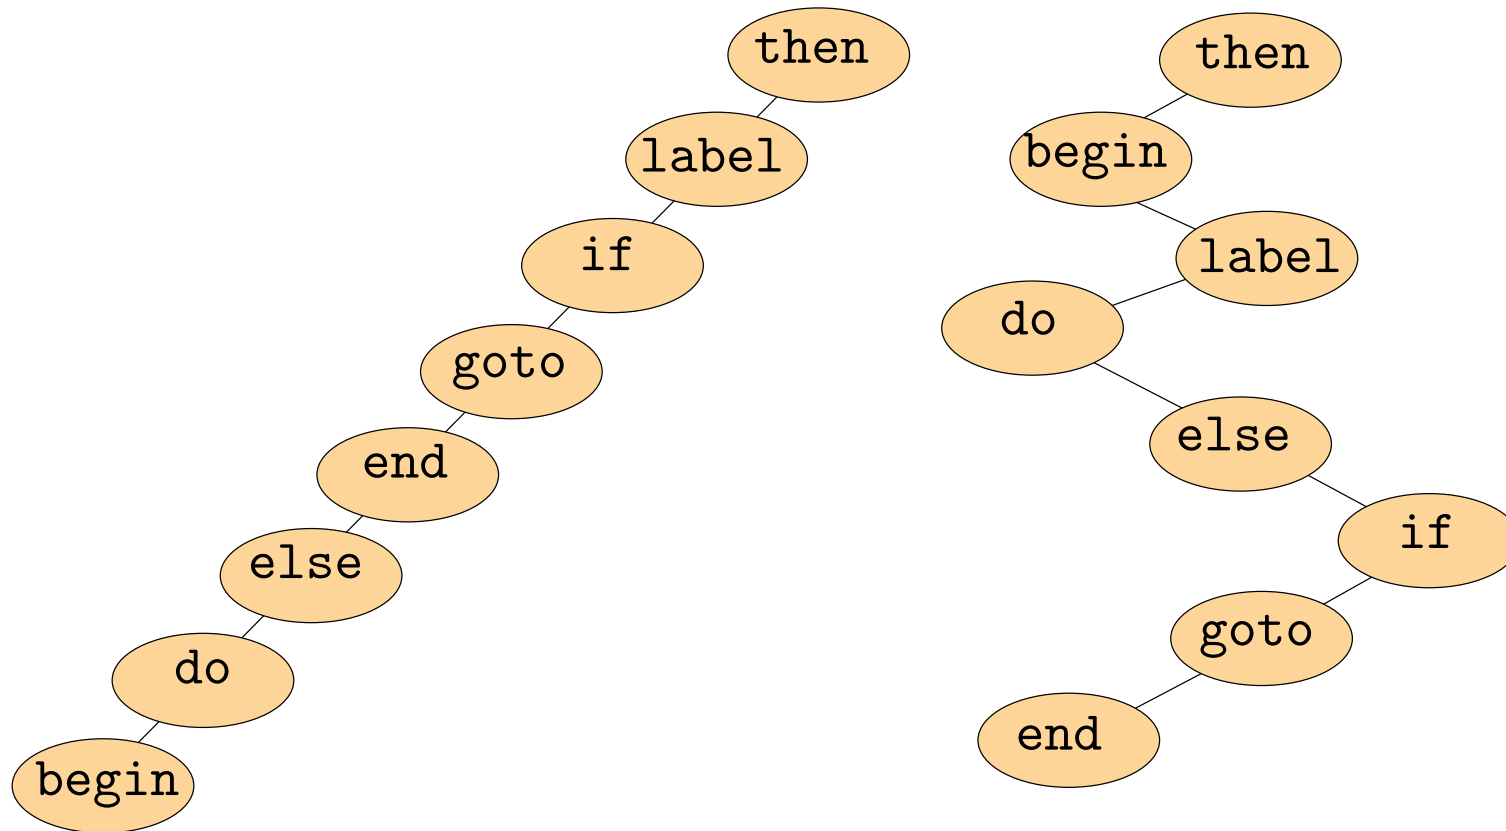 then
label
if
goto
end
else
do
begin
then
begin
label
do
else
if
goto
end